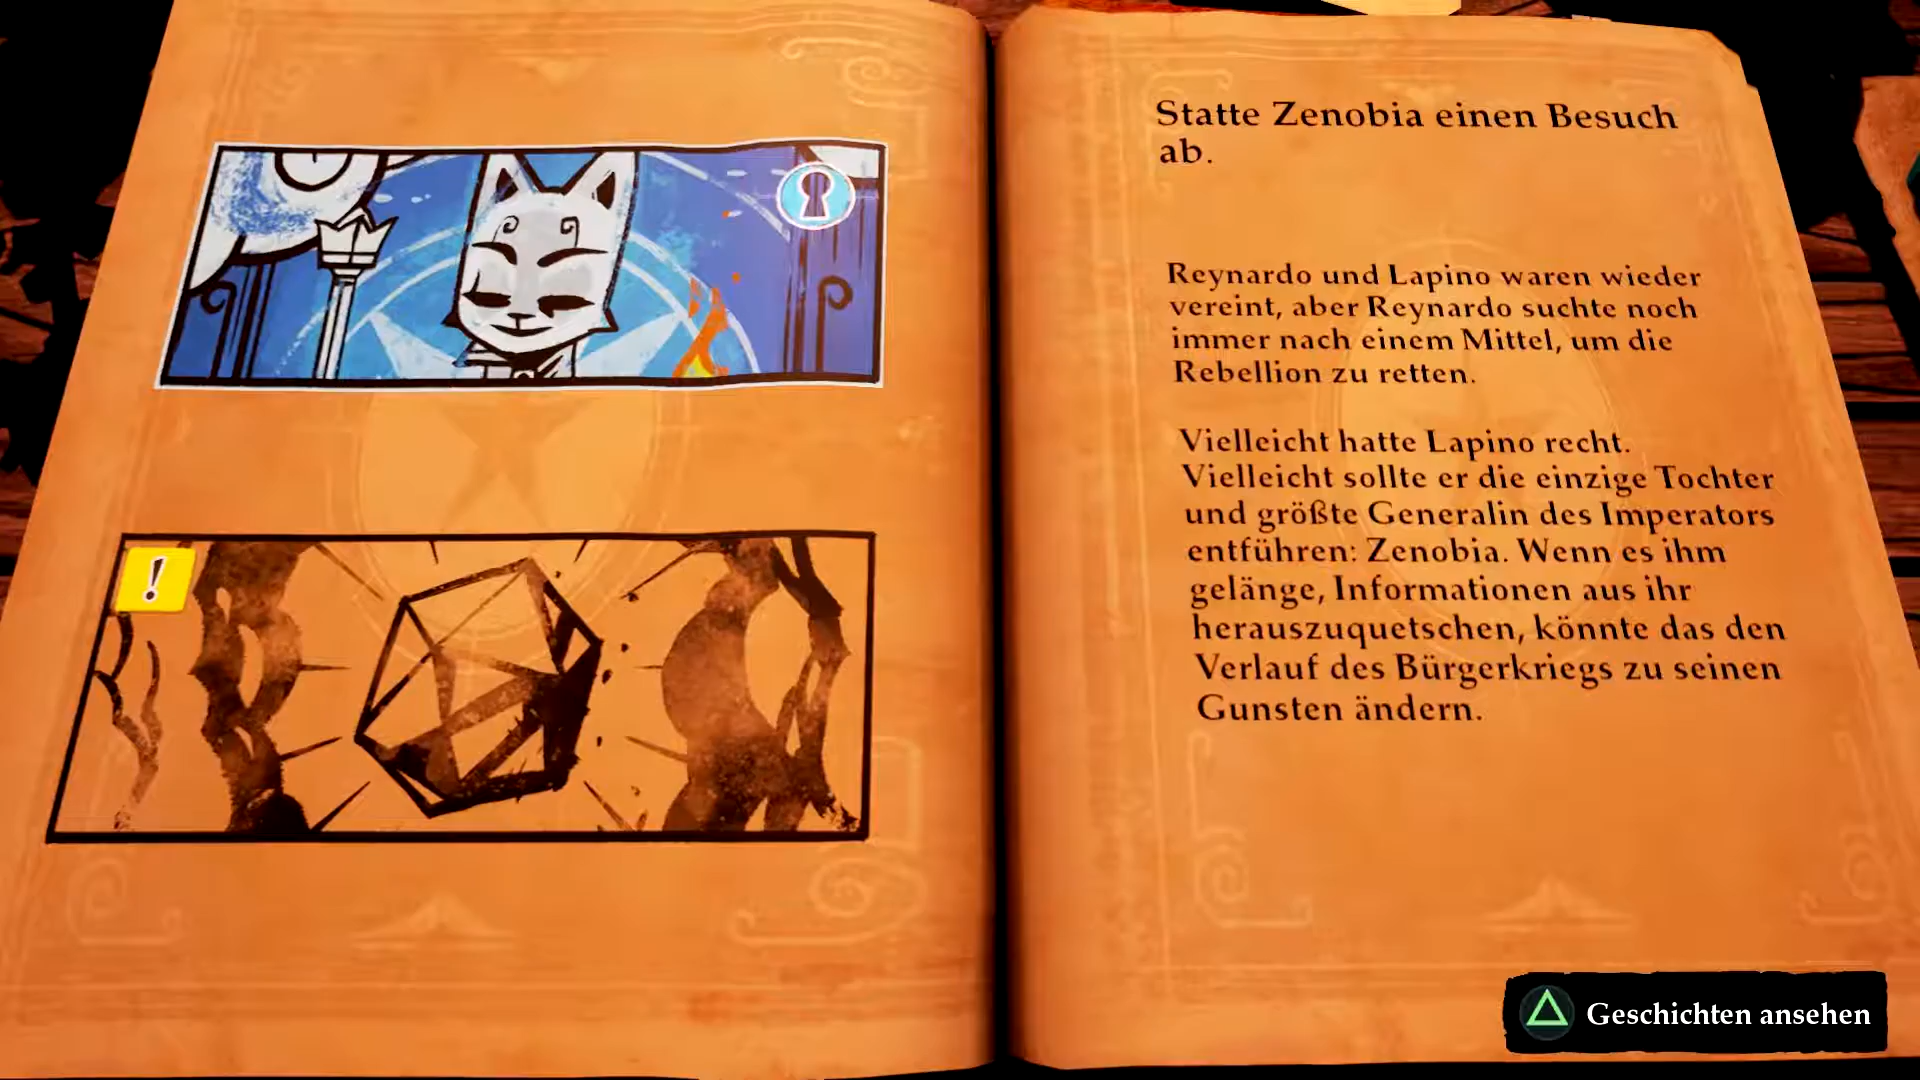 Statte Zenobia einen Besuch
ab.
Reynardo und Lapino waren wieder
vereint, aber Reynardo suchte noch
immer nach einem Mittel, um die
Rebellion zu retten.
Vielleicht hatte Lapino recht.
Vielleicht sollte er die einzige Tochter
und größte Generalin des Imperators
entführen: Zenobia. Wenn es ihm
gelänge, Informationen aus ihr
herauszuquetschen, könnte das den
Verlauf des Bürgerkriegs zu seinen
Gunsten ändern.
!
Geschichten ansehen